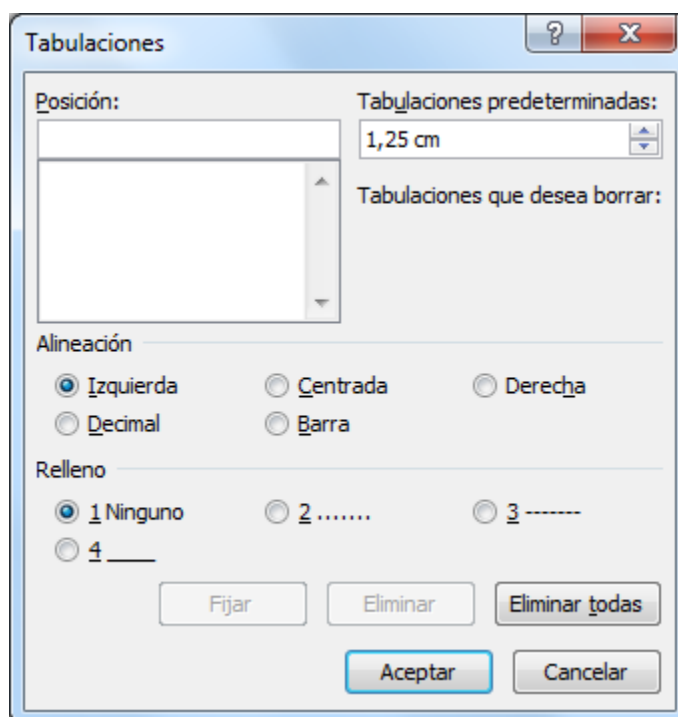 Tabulaciones
Posición: Tabulaciones predeterminadas:
1,25 cm
Tabulaciones que desea borrar:
Alineación
Izquierda Centrada Derecha
Decimal Barra
Relleno
1 Ninguno 2 ....... 3 -------
4 ____
Fijar Eliminar Eliminar todas
Aceptar Cancelar